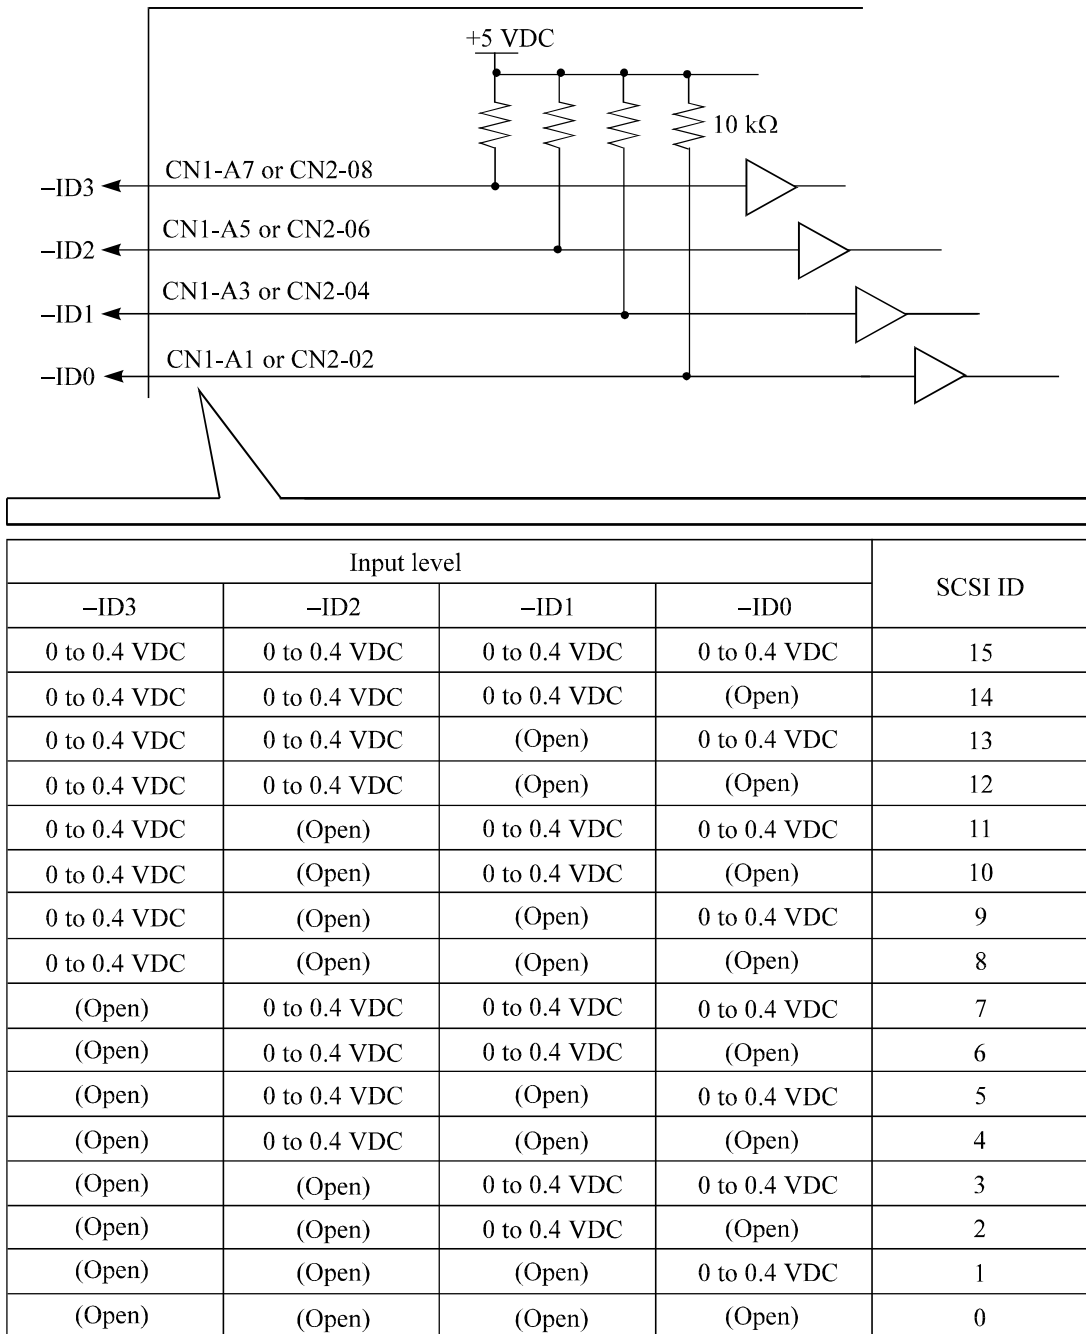 +5 VDC
10 kΩ
–ID3 CN1-A7 or CN2-08
–ID2 CN1-A5 or CN2-06
–ID1 CN1-A3 or CN2-04
–ID0 CN1-A1 or CN2-02
Input level SCSI ID
–ID3 –ID2 –ID1 –ID0
0 to 0.4 VDC 0 to 0.4 VDC 0 to 0.4 VDC 0 to 0.4 VDC 15
0 to 0.4 VDC 0 to 0.4 VDC 0 to 0.4 VDC (Open) 14
0 to 0.4 VDC 0 to 0.4 VDC (Open) 0 to 0.4 VDC 13
0 to 0.4 VDC 0 to 0.4 VDC (Open) (Open) 12
0 to 0.4 VDC (Open) 0 to 0.4 VDC 0 to 0.4 VDC 11
0 to 0.4 VDC (Open) 0 to 0.4 VDC (Open) 10
0 to 0.4 VDC (Open) (Open) 0 to 0.4 VDC 9
0 to 0.4 VDC (Open) (Open) (Open) 8
(Open) 0 to 0.4 VDC 0 to 0.4 VDC 0 to 0.4 VDC 7
(Open) 0 to 0.4 VDC 0 to 0.4 VDC (Open) 6
(Open) 0 to 0.4 VDC (Open) 0 to 0.4 VDC 5
(Open) 0 to 0.4 VDC (Open) (Open) 4
(Open) (Open) 0 to 0.4 VDC 0 to 0.4 VDC 3
(Open) (Open) 0 to 0.4 VDC (Open) 2
(Open) (Open) (Open) 0 to 0.4 VDC 1
(Open) (Open) (Open) (Open) 0